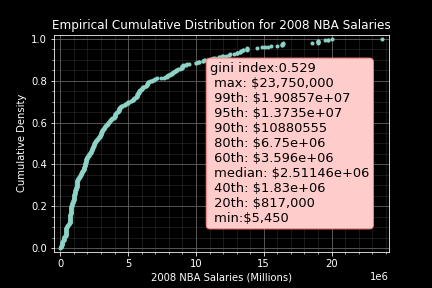 Empirical Cumulative Distribution for 2008 NBA Salaries
1.0
0.8
0.6
0.4
0.2
0.0
Cumulative Density
gini index:0.529
max: $23,750,000
99th: $1.90857e+07
95th: $1.3735e+07
90th: $10880555
80th: $6.75e+06
60th: $3.596e+06
median: $2.51146e+06
40th: $1.83e+06
20th: $817,000
min:$5,450
0 5 10 15 20
1e6
2008 NBA Salaries (Millions)